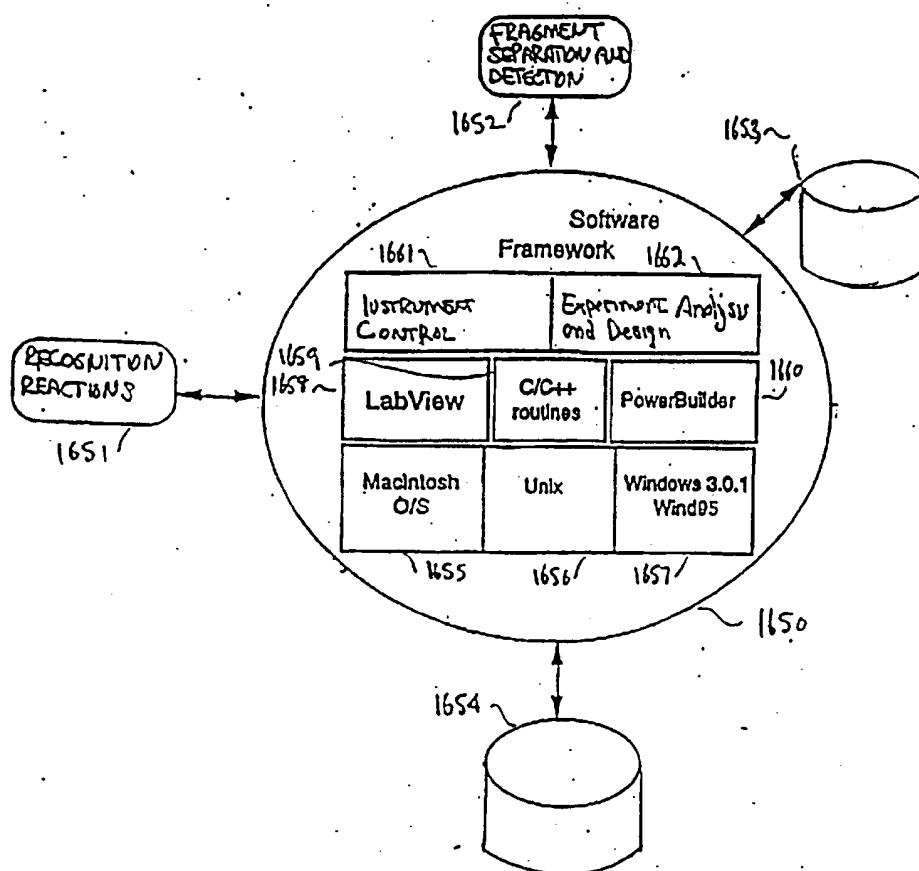 FRAGMENT
SEPARATION AND
DETECTION
1652
1653
Software
Framework
1661
1662
INSTRUMENT
CONTROL
Experiment Analysis
and Design
RECOGNITION
REACTIONS
1651
1659
1658
LabView
C/C++
routines
PowerBuilder
1660
Macintosh
O/S
Unix
Windows 3.0.1
Wind95
1655
1656
1657
1650
1654